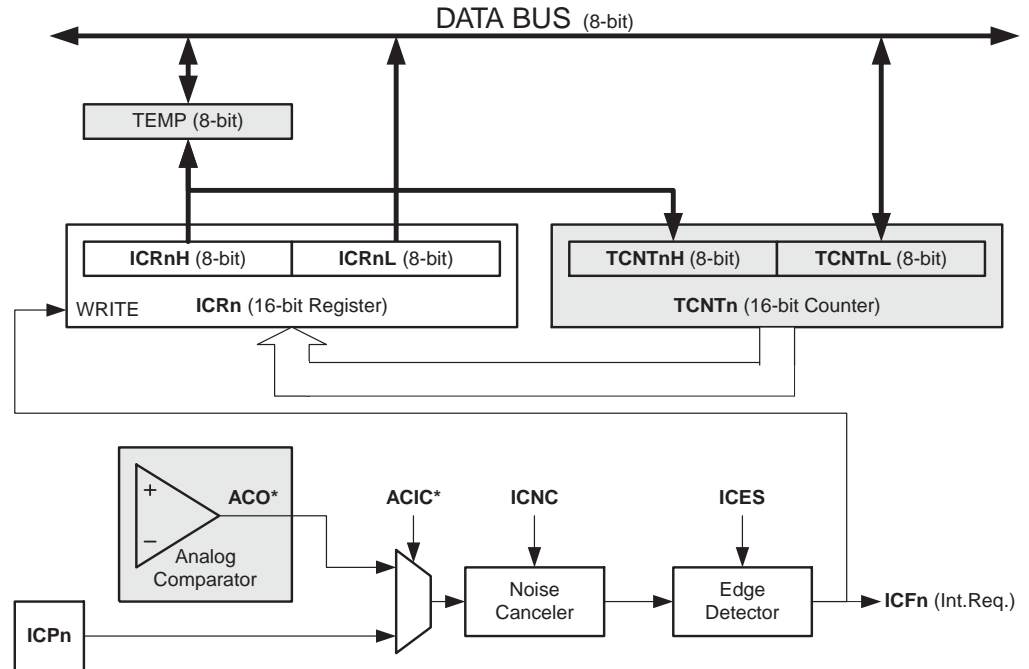 DATA BUS (8-bit)
TEMP (8-bit)
ICRnH (8-bit)
ICRnL (8-bit)
TCNTnH (8-bit)
TCNTnL (8-bit)
WRITE
ICRn (16-bit Register)
TCNTn (16-bit Counter)
+
−
ACO*
Analog
Comparator
ACIC*
ICNC
ICES
Noise
Canceler
Edge
Detector
ICFn (Int.Req.)
ICPn